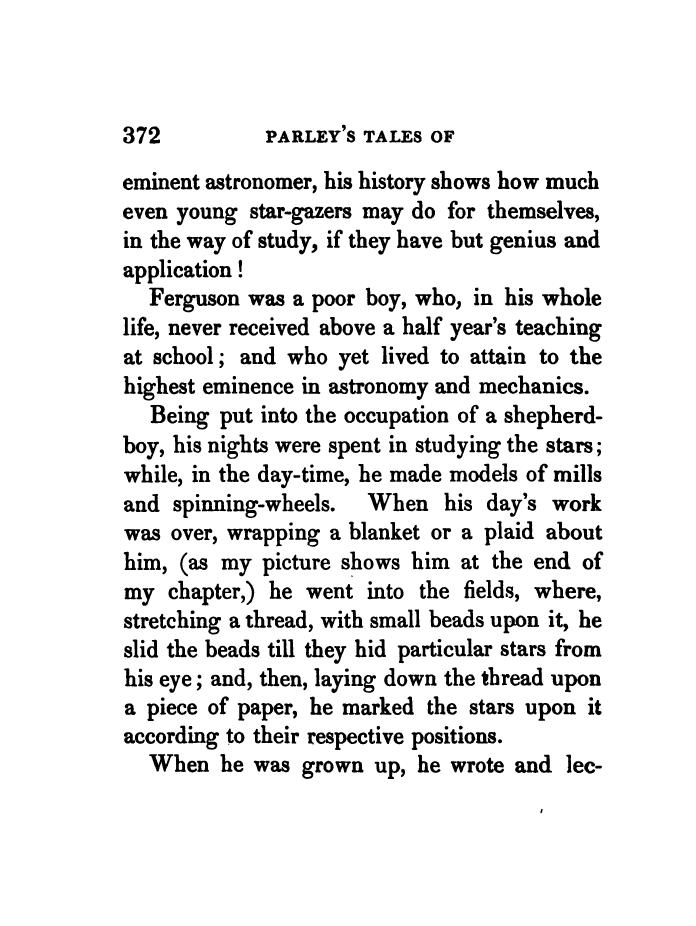 372 PARLEY'S TALES OF
eminent astronomer, his history shows how much
even young star-gazers may do for themselves,
in the way of study, if they have but genius and
application !
Ferguson was a poor boy, who, in his whole
life, never received above a half year's teaching
at school; and who yet lived to attain to the
highest eminence in astronomy and mechanics.
Being put into the occupation of a shepherd-
boy, his nights were spent in studying the stars;
while, in the day-time, he made models of mills
and spinning-wheels. When his day's work
was over, wrapping a blanket or a plaid about
him, (as my picture shows him at the end of
my chapter,) he went into the fields, where,
stretching a thread, with small beads upon it, he
slid the beads till they hid particular stars from
his eye; and, then, laying down the thread upon
a piece of paper, he marked the stars upon it
according to their respective positions.
When he was grown up, he wrote and lec-